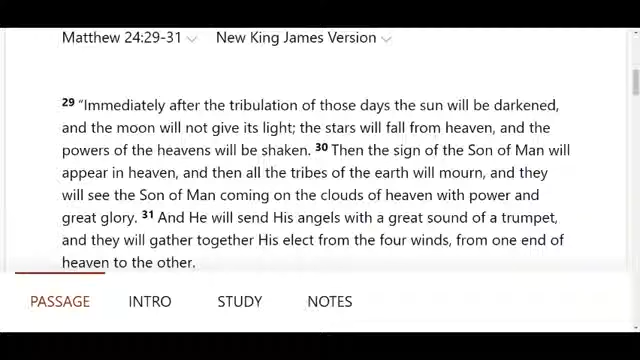 Matthew 24:29-31 New King James Version
29 “Immediately after the tribulation of those days the sun will be darkened,
and the moon will not give its light; the stars will fall from heaven, and the
powers of the heavens will be shaken. 30 Then the sign of the Son of Man will
appear in heaven, and then all the tribes of the earth will mourn, and they
will see the Son of Man coming on the clouds of heaven with power and
great glory. 31 And He will send His angels with a great sound of a trumpet,
and they will gather together His elect from the four winds, from one end of
heaven to the other.
PASSAGE INTRO STUDY NOTES